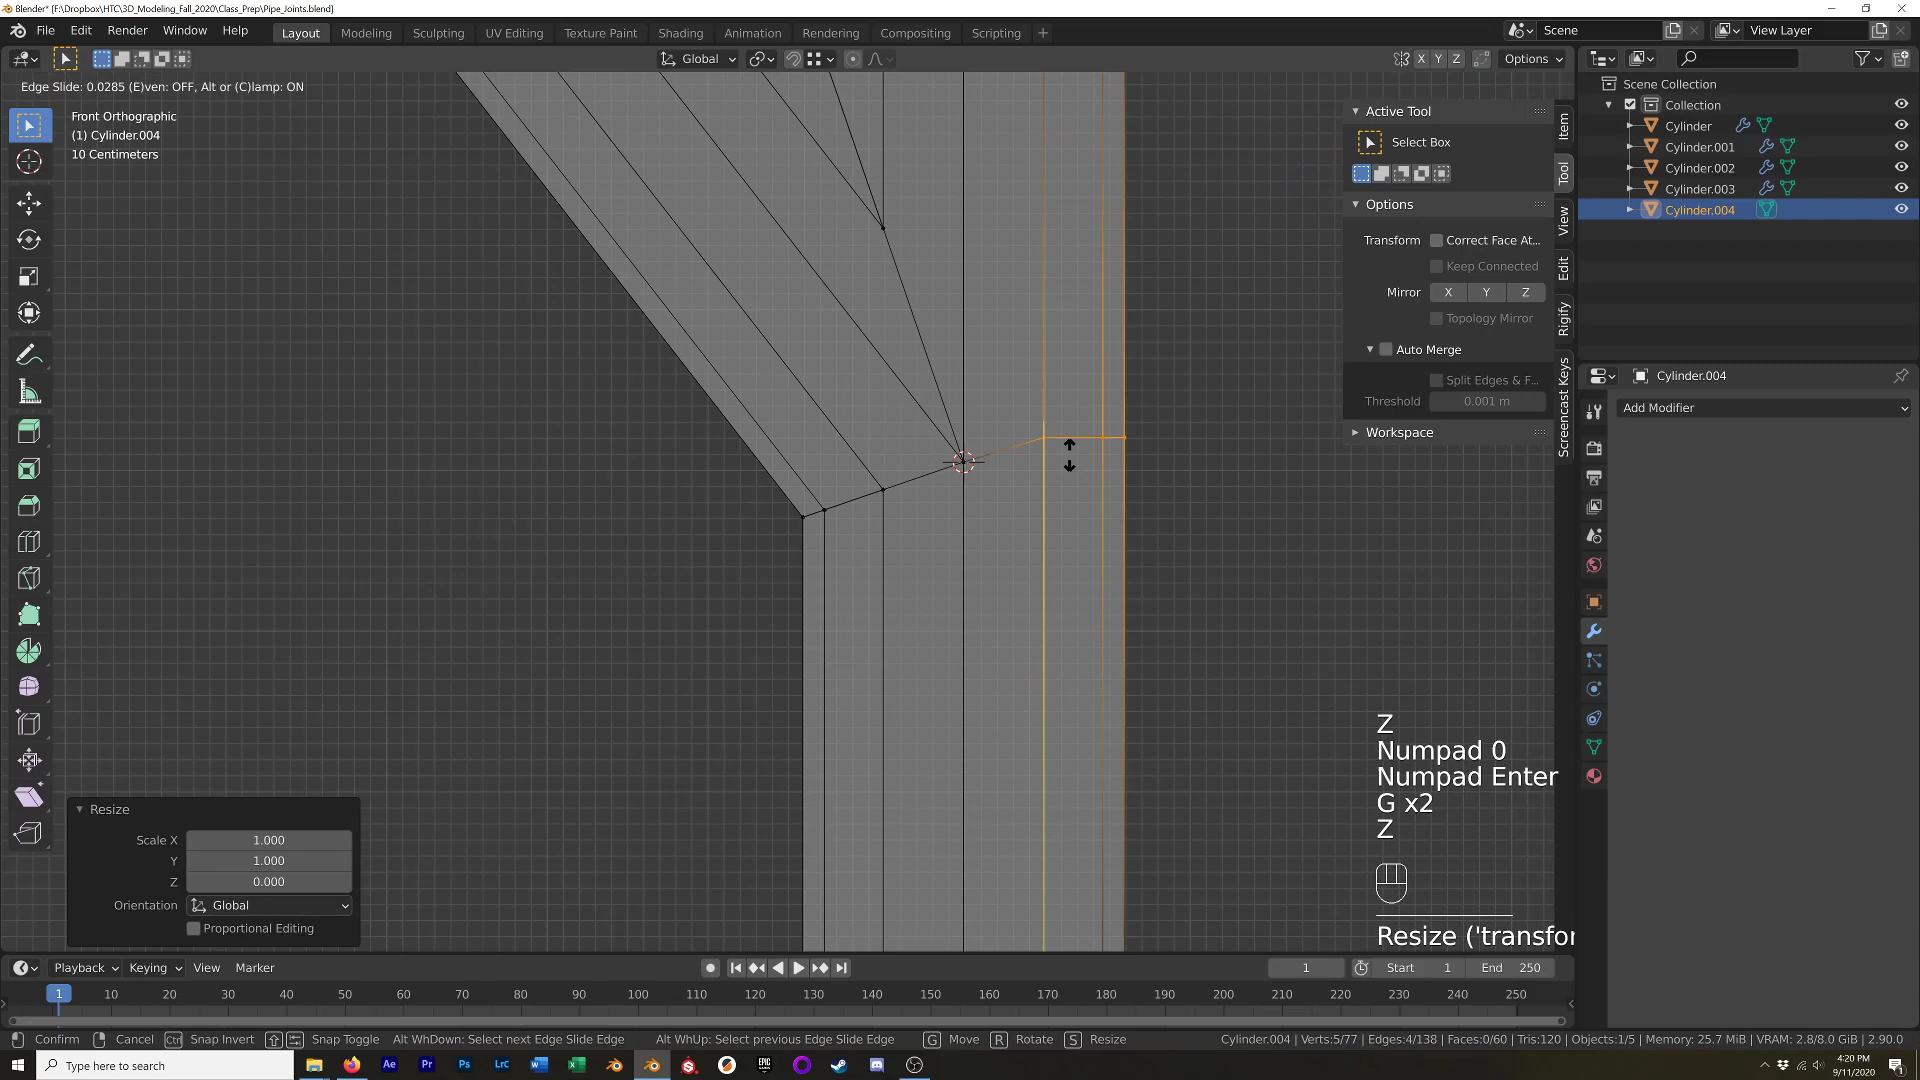 Blender* [F:\Dropbox\HTC\3D_Modeling_Fall_2020\Class_Prep\Pipe_Joints.blend]
File Edit Render Window Help Layout Modeling Sculpting UV Editing Texture Paint Shading Animation Rendering Compositing Scripting + Scene View Layer
Global X Y Z Options
Edge Slide: 0.0285 (E)ven: OFF, Alt or (C)lamp: ON
Front Orthographic
(1) Cylinder.004
10 Centimeters
Active Tool
Select Box
Options
Transform Correct Face At...
Keep Connected
Mirror X Y Z
Topology Mirror
Auto Merge
Split Edges & F...
Threshold 0.001 m
Workspace
Item
Tool
View
Edit
Rigify
Screencast Keys
Scene Collection
Collection
Cylinder
Cylinder.001
Cylinder.002
Cylinder.003
Cylinder.004
Cylinder.004
Add Modifier
Z
Numpad 0
Numpad Enter
G x2
Z
Resize ('transfor
Resize
Scale X 1.000
Y 1.000
Z 0.000
Orientation Global
Proportional Editing
Playback Keying View Marker 1 Start 1 End 250
1 10 20 30 40 50 60 70 80 90 100 110 120 130 140 150 160 170 180 190 200 210 220 230 240 250
Confirm Cancel Ctrl Snap Invert Snap Toggle Alt WhDown: Select next Edge Slide Edge Alt WhUp: Select previous Edge Slide Edge G Move R Rotate S Resize Cylinder.004 | Verts:5/77 | Edges:4/138 | Faces:0/60 | Tris:120 | Objects:1/5 | Memory: 25.7 MiB | VRAM: 2.8/8.0 GiB | 2.90.0
Type here to search Ae Pr Ps Lrc
4:20 PM
9/11/2020